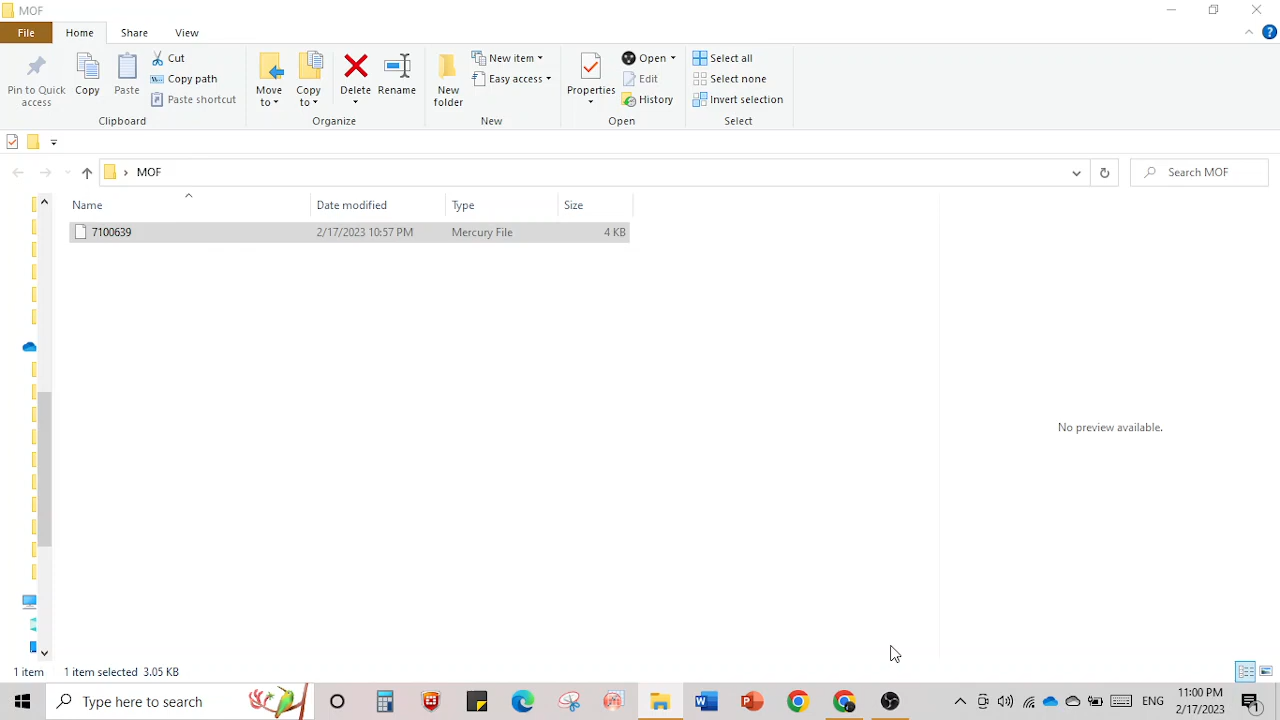 MOF
File Home Share View
Pin to Quick access
Copy
Paste
Cut
Copy path
Paste shortcut
Clipboard
Move to
Copy to
Delete
Rename
Organize
New folder
New item
Easy access
New
Properties
Open
Edit
History
Open
Select all
Select none
Invert selection
Select
MOF
Search MOF
Name Date modified Type Size
7100639 2/17/2023 10:57 PM Mercury File 4 KB
No preview available.
1 item 1 item selected 3.05 KB
Type here to search
ENG
11:00 PM
2/17/2023
1